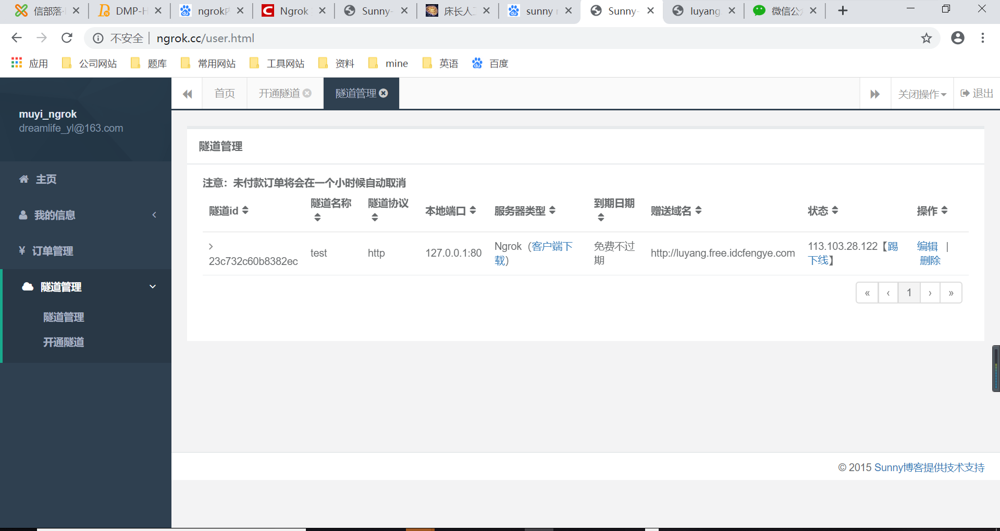 信部落-
DMP-H
ngrok内
Ngrok
Sunny-
床长人工
sunny n
Sunny-
luyang.
微信公众
不安全 | ngrok.cc/user.html
应用
公司网站
题库
常用网站
工具网站
资料
mine
英语
百度
muyi_ngrok
dreamlife_yl@163.com
主页
我的信息
¥ 订单管理
隧道管理
隧道管理
开通隧道
首页
开通隧道
隧道管理
关闭操作
退出
隧道管理
注意：未付款订单将会在一个小时候自动取消
隧道id
隧道名称
隧道协议
本地端口
服务器类型
到期日期
赠送域名
状态
操作
23c732c60b8382ec
test
http
127.0.0.1:80
Ngrok（客户端下
载）
免费不过
期
http://luyang.free.idcfengye.com
113.103.28.122【踢
下线】
编辑 |
删除
« ‹ 1 › »
© 2015 Sunny博客提供技术支持